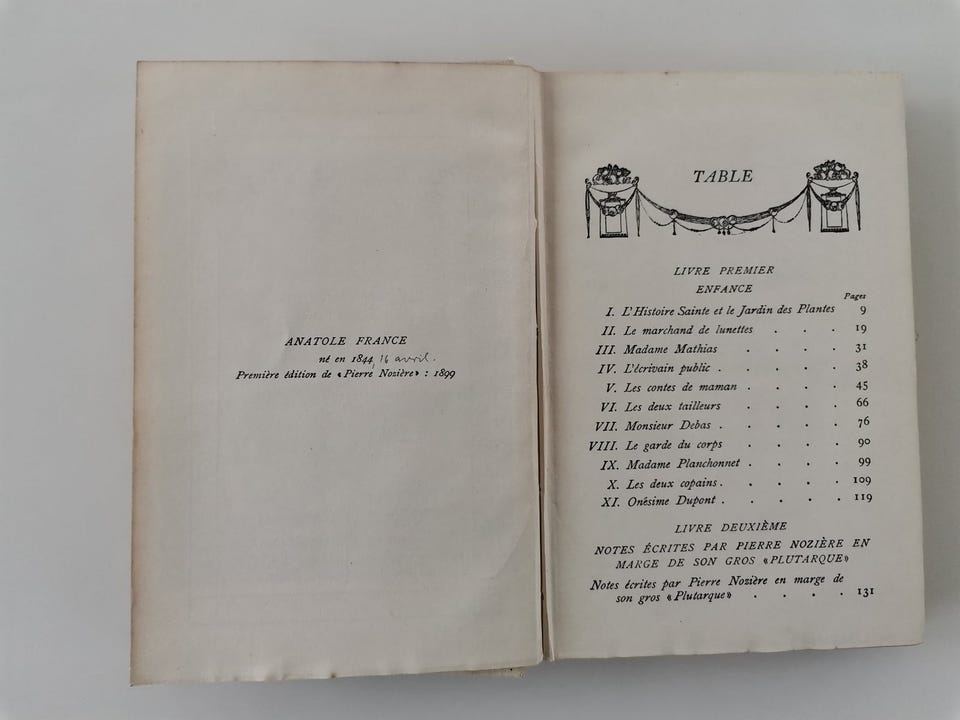 ANATOLE FRANCE
né en 1844, 16 avril.
Première édition de «Pierre Nozière» : 1899
TABLE
LIVRE PREMIER
ENFANCE
Pages
I. L'Histoire Sainte et le Jardin des Plantes 9
II. Le marchand de lunettes . . . 19
III. Madame Mathias . . . . 31
IV. L'écrivain public . . . . . 38
V. Les contes de maman . . . . 45
VI. Les deux tailleurs . . . . 66
VII. Monsieur Debas . . . . . 76
VIII. Le garde du corps . . . . 90
IX. Madame Planchonnet . . . . 99
X. Les deux copains . . . . . 109
XI. Onésime Dupont . . . . . 119
LIVRE DEUXIÈME
NOTES ÉCRITES PAR PIERRE NOZIÈRE EN
MARGE DE SON GROS «PLUTARQUE»
Notes écrites par Pierre Nozière en marge de
son gros «Plutarque» . . . . 131